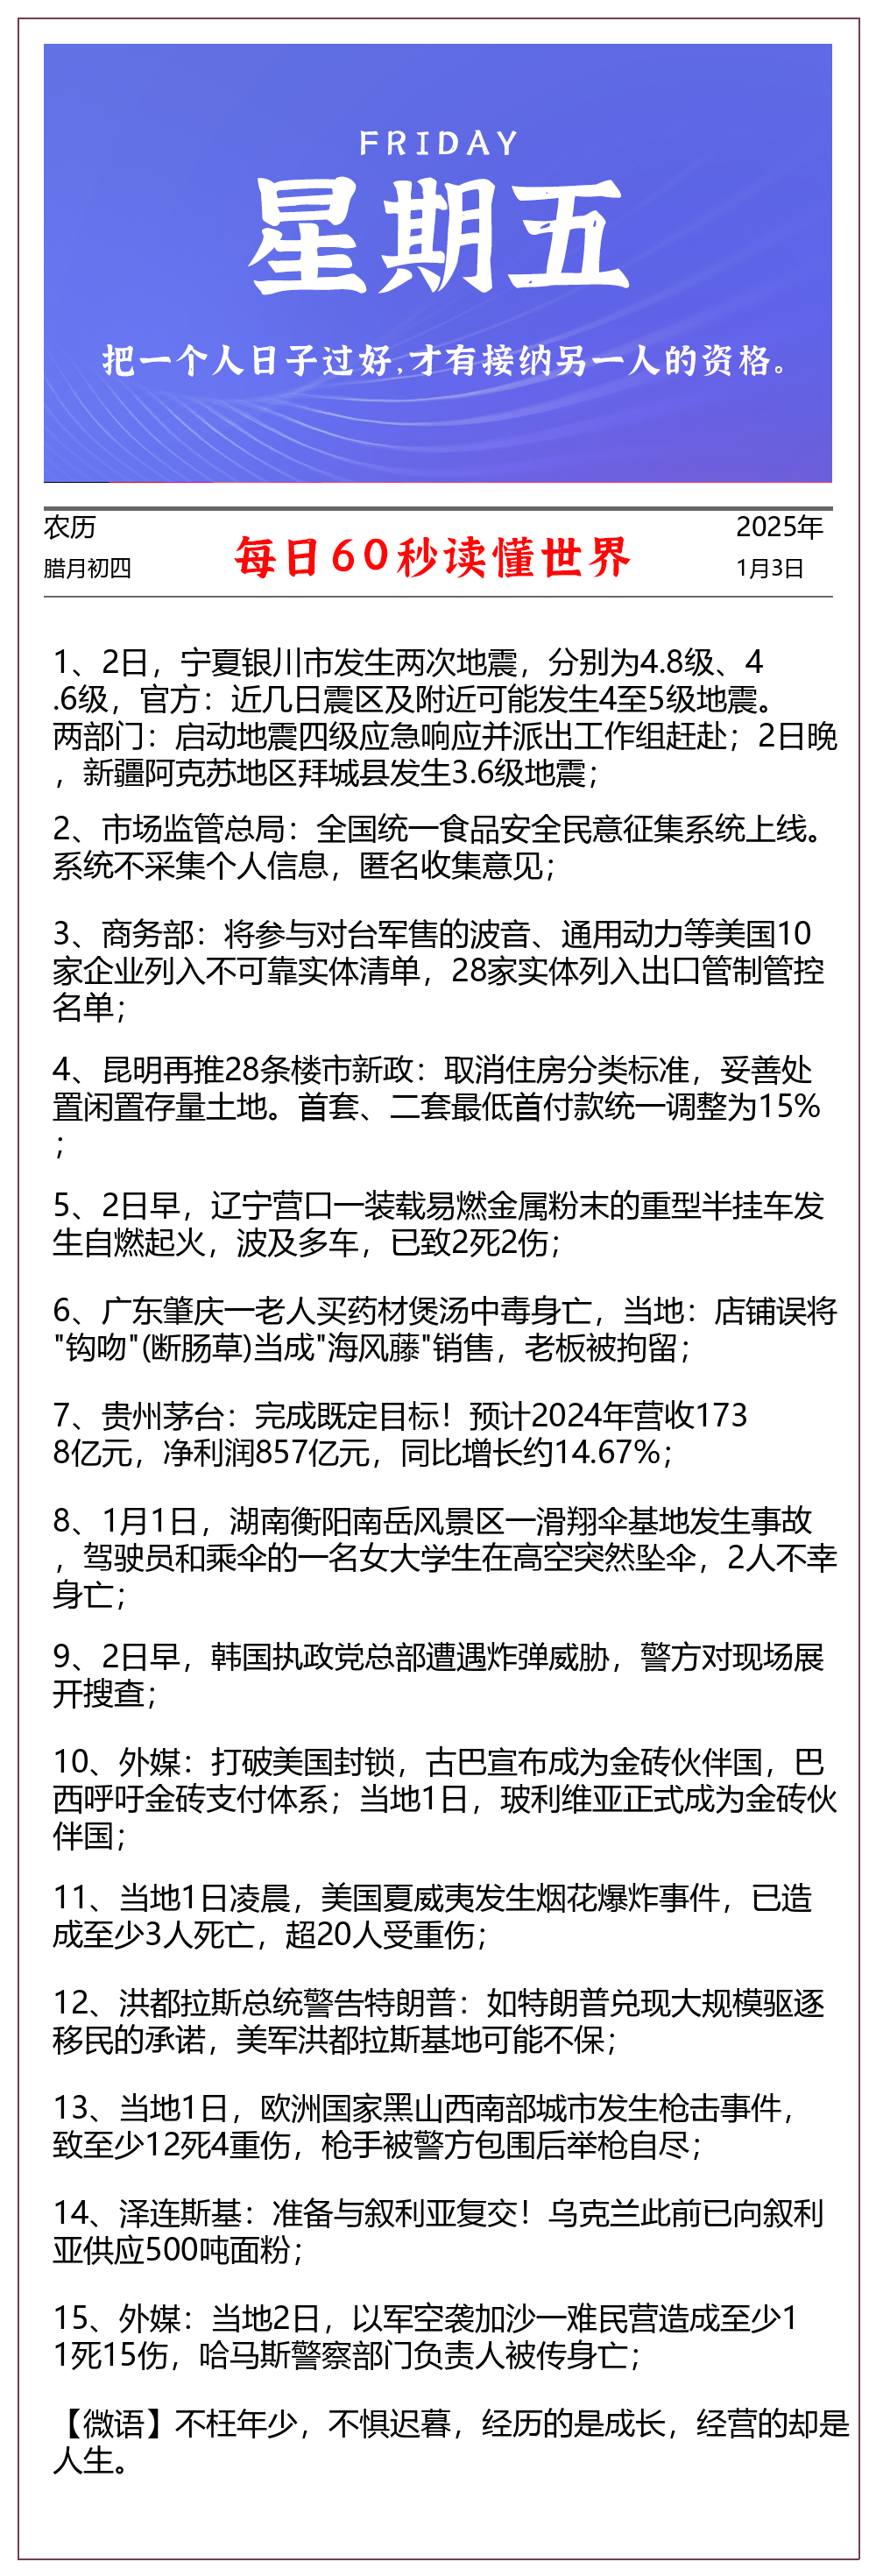 FRIDAY
星期五
把一个人日子过好,才有接纳另一人的资格。
农历
腊月初四
每日60秒读懂世界
2025年
1月3日
1、2日，宁夏银川市发生两次地震，分别为4.8级、4
.6级，官方：近几日震区及附近可能发生4至5级地震。
两部门：启动地震四级应急响应并派出工作组赶赴；2日晚
，新疆阿克苏地区拜城县发生3.6级地震；
2、市场监管总局：全国统一食品安全民意征集系统上线。
系统不采集个人信息，匿名收集意见；
3、商务部：将参与对台军售的波音、通用动力等美国10
家企业列入不可靠实体清单，28家实体列入出口管制管控
名单；
4、昆明再推28条楼市新政：取消住房分类标准，妥善处
置闲置存量土地。首套、二套最低首付款统一调整为15%
；
5、2日早，辽宁营口一装载易燃金属粉末的重型半挂车发
生自燃起火，波及多车，已致2死2伤；
6、广东肇庆一老人买药材煲汤中毒身亡，当地：店铺误将
"钩吻"(断肠草)当成"海风藤"销售，老板被拘留；
7、贵州茅台：完成既定目标！预计2024年营收173
8亿元，净利润857亿元，同比增长约14.67%；
8、1月1日，湖南衡阳南岳风景区一滑翔伞基地发生事故
，驾驶员和乘伞的一名女大学生在高空突然坠伞，2人不幸
身亡；
9、2日早，韩国执政党总部遭遇炸弹威胁，警方对现场展
开搜查；
10、外媒：打破美国封锁，古巴宣布成为金砖伙伴国，巴
西呼吁金砖支付体系；当地1日，玻利维亚正式成为金砖伙
伴国；
11、当地1日凌晨，美国夏威夷发生烟花爆炸事件，已造
成至少3人死亡，超20人受重伤；
12、洪都拉斯总统警告特朗普：如特朗普兑现大规模驱逐
移民的承诺，美军洪都拉斯基地可能不保；
13、当地1日，欧洲国家黑山西南部城市发生枪击事件，
致至少12死4重伤，枪手被警方包围后举枪自尽；
14、泽连斯基：准备与叙利亚复交！乌克兰此前已向叙利
亚供应500吨面粉；
15、外媒：当地2日，以军空袭加沙一难民营造成至少1
1死15伤，哈马斯警察部门负责人被传身亡；
【微语】不枉年少，不惧迟暮，经历的是成长，经营的却是
人生。